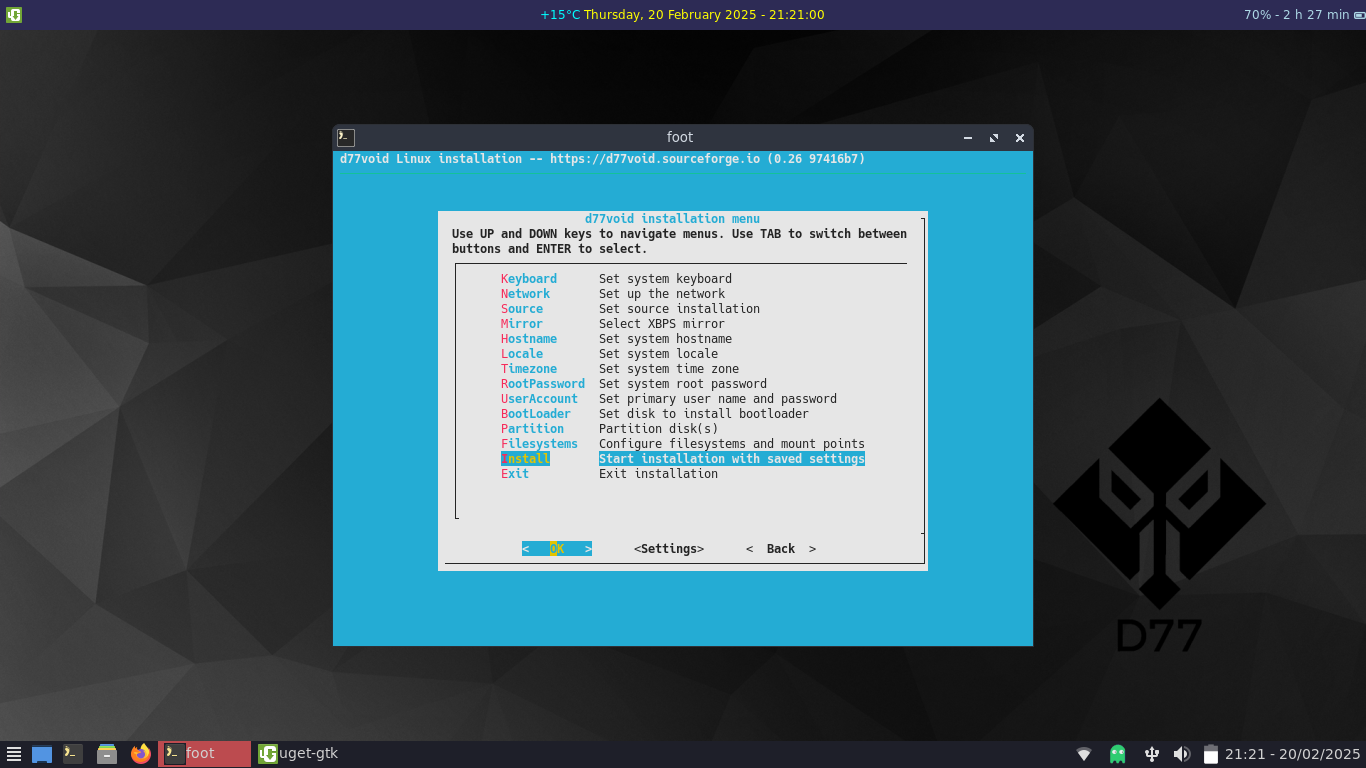 +15°C Thursday, 20 February 2025 - 21:21:00
70% - 2 h 27 min
foot
d77void Linux installation -- https://d77void.sourceforge.io (0.26 97416b7)
d77void installation menu
Use UP and DOWN keys to navigate menus. Use TAB to switch between
buttons and ENTER to select.
Keyboard Set system keyboard
Network Set up the network
Source Set source installation
Mirror Select XBPS mirror
Hostname Set system hostname
Locale Set system locale
Timezone Set system time zone
RootPassword Set system root password
UserAccount Set primary user name and password
BootLoader Set disk to install bootloader
Partition Partition disk(s)
Filesystems Configure filesystems and mount points
Install Start installation with saved settings
Exit Exit installation
< OK > <Settings> < Back >
D77
foot uget-gtk 21:21 - 20/02/2025